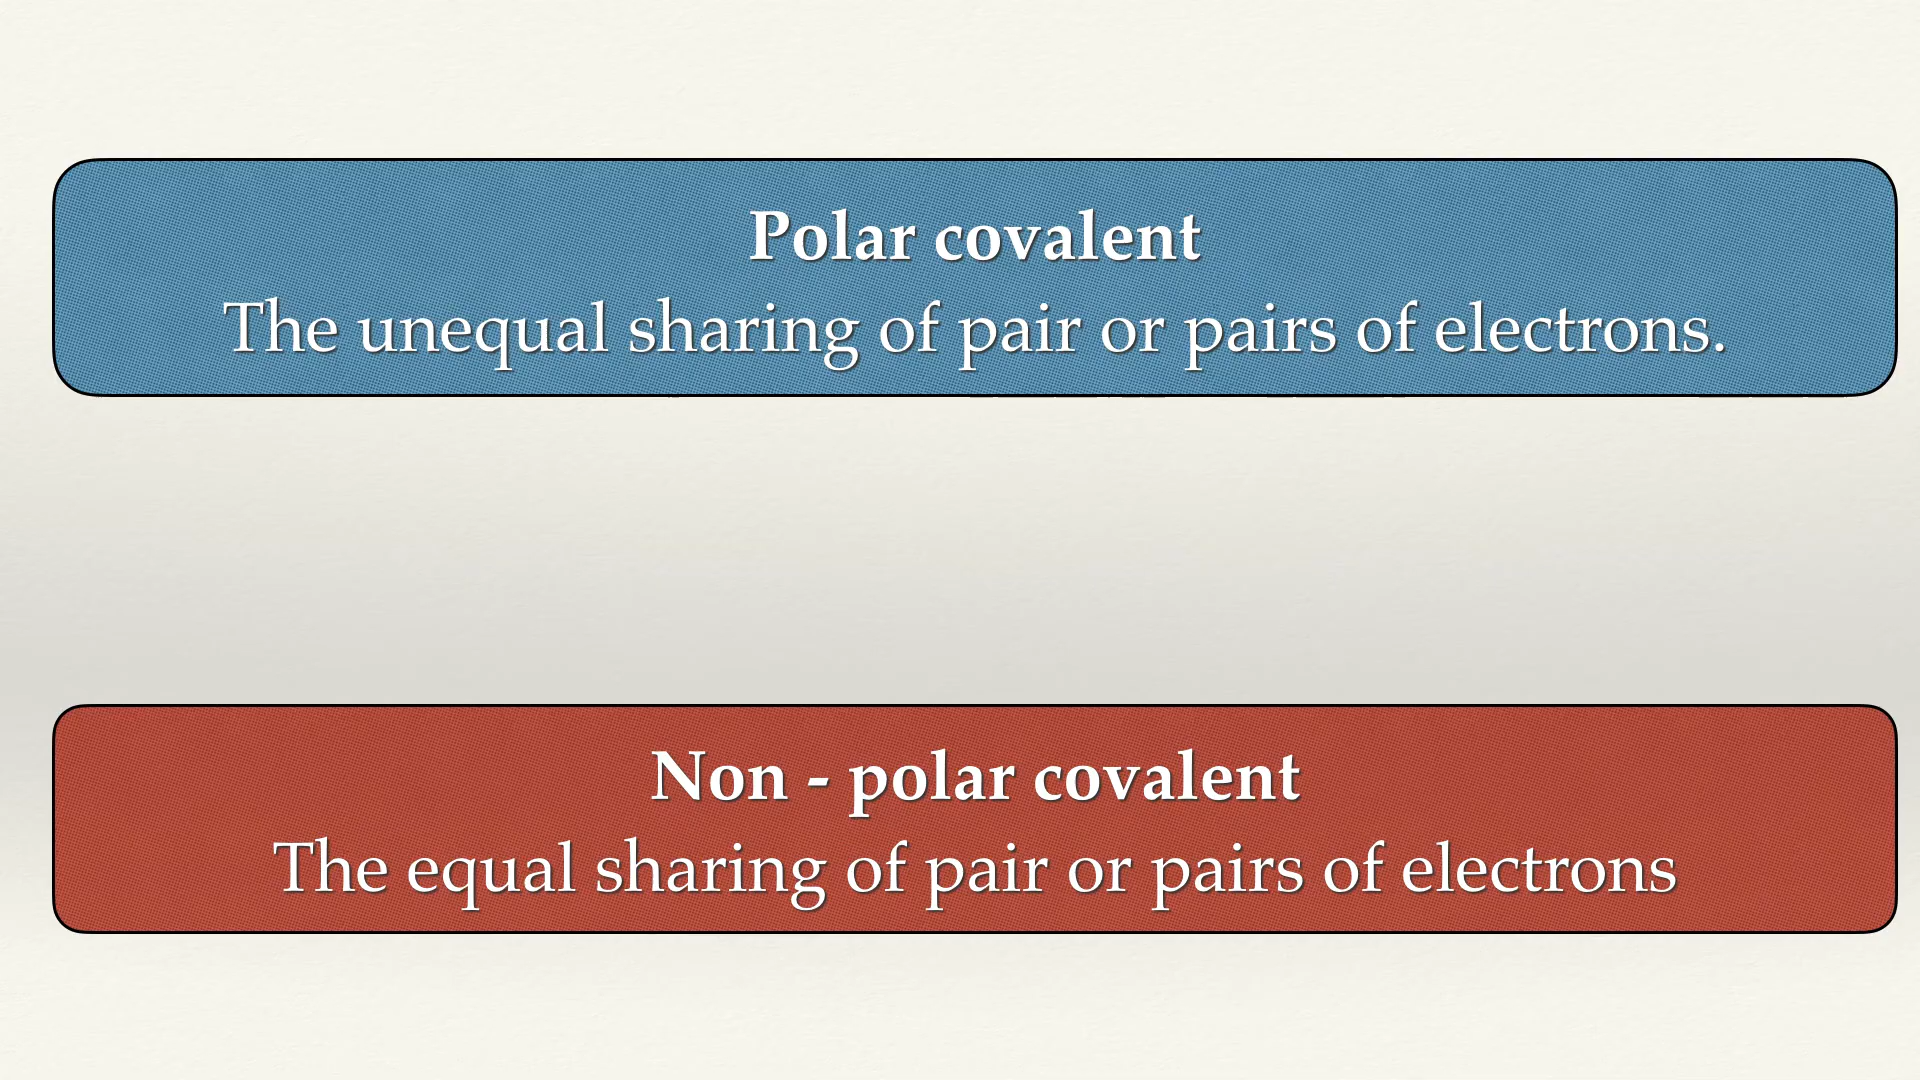 Polar covalent
The unequal sharing of pair or pairs of electrons.
Non - polar covalent
The equal sharing of pair or pairs of electrons